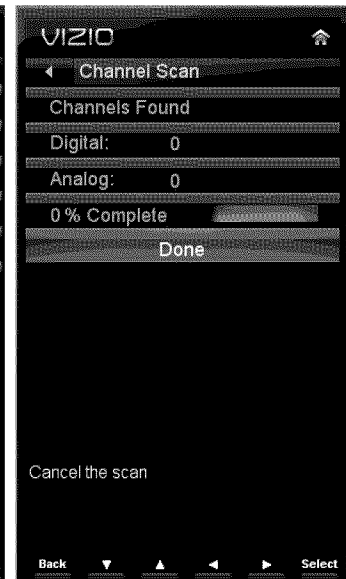 VIZIO
Channel Scan
Channels Found
Digital: 0
Analog: 0
0 % Complete
Done
Cancel the scan
Back Select